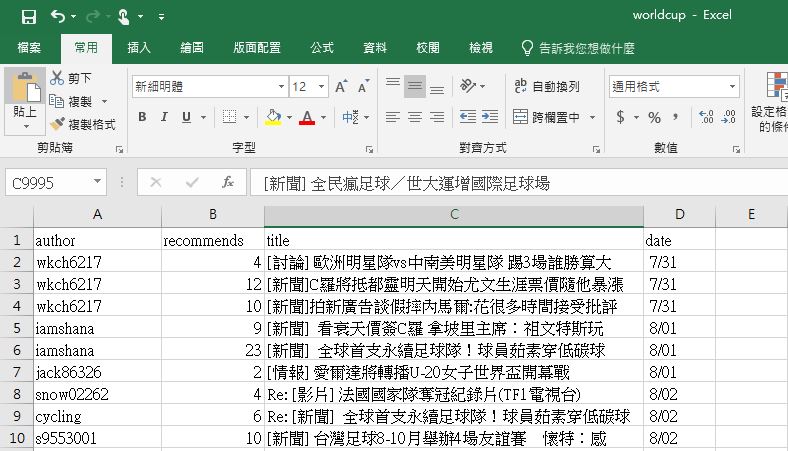 worldcup - Excel
檔案 常用 插入 繪圖 版面配置 公式 資料 校閱 檢視 告訴我您想做什麼
貼上 剪下 複製 複製格式
新細明體 12 A A
B I U A 中
ab 自動換列
跨欄置中
通用格式
$ % , .00 .0
設定格
的條件
剪貼簿 字型 對齊方式 數值
C9995 fx [新聞] 全民瘋足球／世大運增國際足球場
A B C D E
1 author recommends title date
2 wkch6217 4 [討論] 歐洲明星隊vs中南美明星隊 踢3場誰勝算大 7/31
3 wkch6217 12 [新聞]C羅將抵都靈明天開始尤文生涯票價隨他暴漲 7/31
4 wkch6217 10 [新聞]拍新廣告談假摔內馬爾:花很多時間接受批評 7/31
5 iamshana 9 [新聞] 看衰天價簽C羅 拿坡里主席：祖文特斯玩 8/01
6 iamshana 23 [新聞] 全球首支永續足球隊！球員茹素穿低碳球 8/01
7 jack86326 2 [情報] 愛爾達將轉播U-20女子世界盃開幕戰 8/01
8 snow02262 4 Re: [影片] 法國國家隊奪冠紀錄片(TF1電視台) 8/02
9 cycling 6 Re: [新聞] 全球首支永續足球隊！球員茹素穿低碳球 8/02
10 s9553001 10 [新聞] 台灣足球8-10月舉辦4場友誼賽 懷特：感 8/02